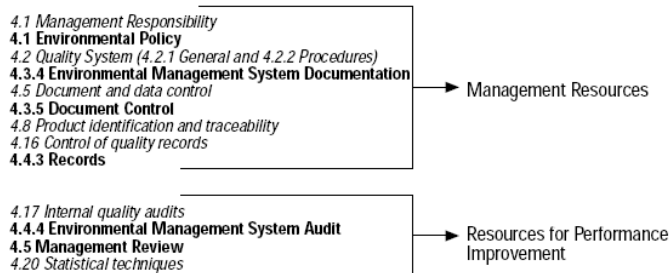 4.1 Management Responsibility
4.1 Environmental Policy
4.2 Quality System (4.2.1 General and 4.2.2 Procedures)
4.3.4 Environmental Management System Documentation
4.5 Document and data control
4.3.5 Document Control
4.8 Product identification and traceability
4.16 Control of quality records
4.4.3 Records
Management Resources
4.17 Internal quality audits
4.4.4 Environmental Management System Audit
4.5 Management Review
4.20 Statistical techniques
Resources for Performance
Improvement